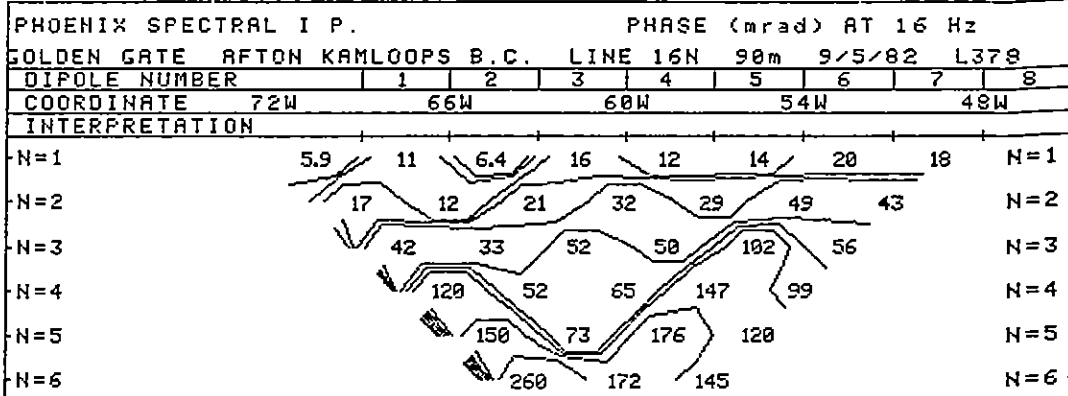 PHOENIX SPECTRAL I P. PHASE (mrad) AT 16 Hz
GOLDEN GATE AFTON KAMLOOPS B.C. LINE 16N 90m 9/5/82 L378
DIPOLE NUMBER 1 2 3 4 5 6 7 8
COORDINATE 72W 66W 60W 54W 48W
INTERPRETATION
N=1 5.9 11 6.4 16 12 14 20 18 N=1
N=2 17 12 21 32 29 49 43 N=2
N=3 42 33 52 50 102 56 N=3
N=4 120 52 65 147 99 N=4
N=5 150 73 176 120 N=5
N=6 260 172 145 N=6